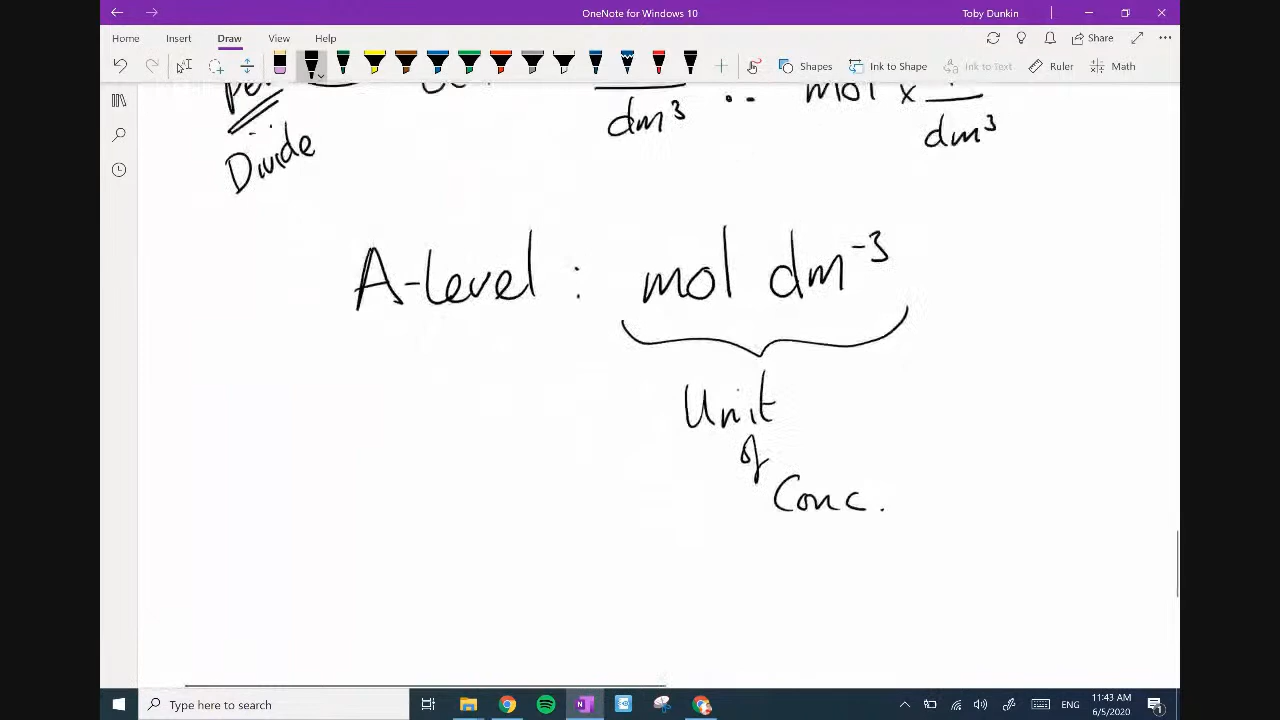 OneNote for Windows 10
Toby Dunkin
Home Insert Draw View Help
Share
Shapes Ink to Shape Ink to Text Ruler Math
Per
dm³ ∴ mol × dm³
Divide
A-Level : mol dm⁻³
Unit
of
Conc.
Type here to search
ENG
11:43 AM
6/5/2020
1